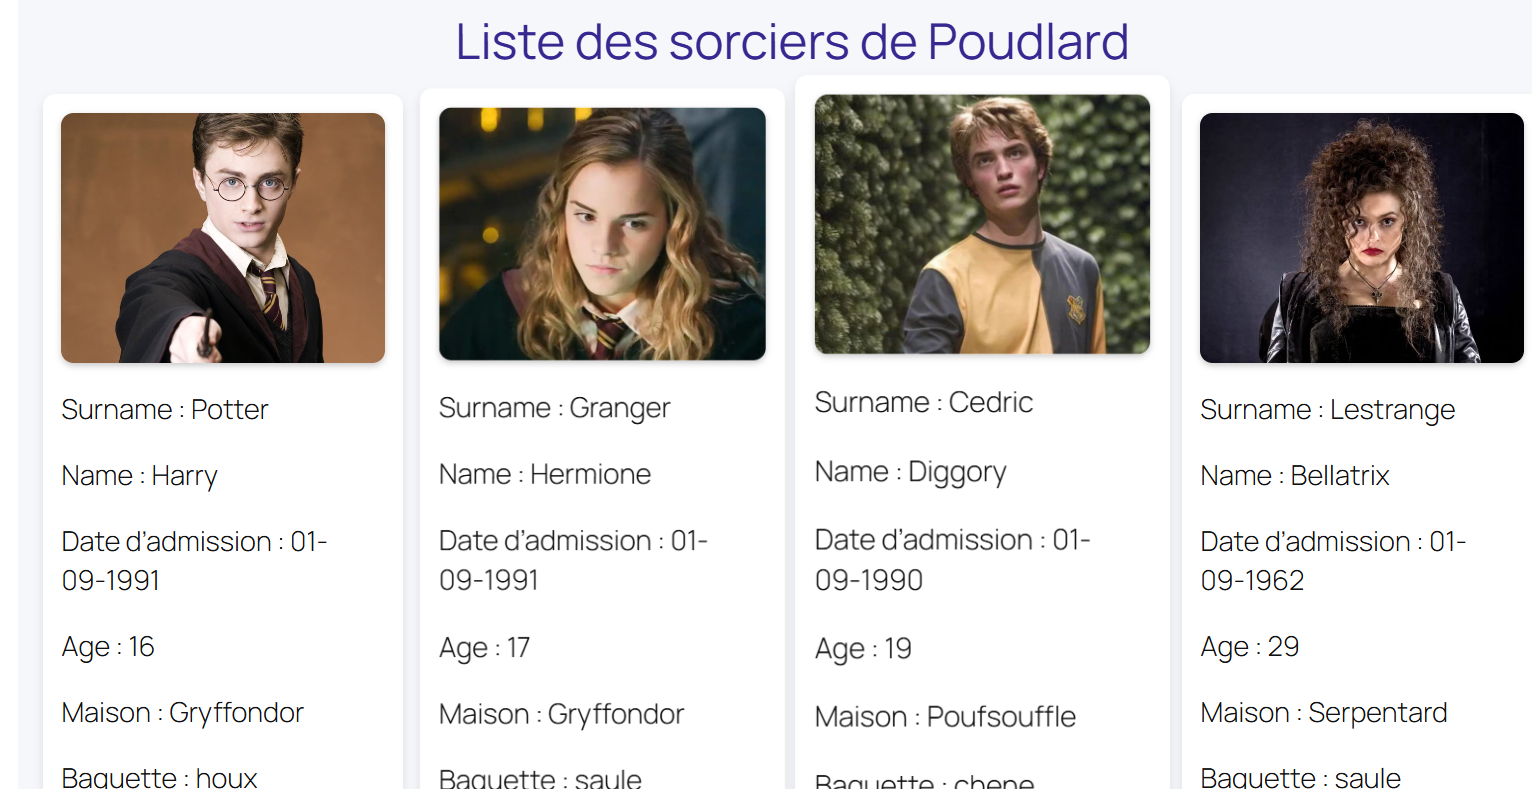 Liste des sorciers de Poudlard
Surname : Potter
Name : Harry
Date d’admission : 01-
09-1991
Age : 16
Maison : Gryffondor
Baguette : houx
Surname : Granger
Name : Hermione
Date d’admission : 01-
09-1991
Age : 17
Maison : Gryffondor
Baguette : saule
Surname : Cedric
Name : Diggory
Date d’admission : 01-
09-1990
Age : 19
Maison : Poufsouffle
Baguette : chene
Surname : Lestrange
Name : Bellatrix
Date d’admission : 01-
09-1962
Age : 29
Maison : Serpentard
Baguette : saule